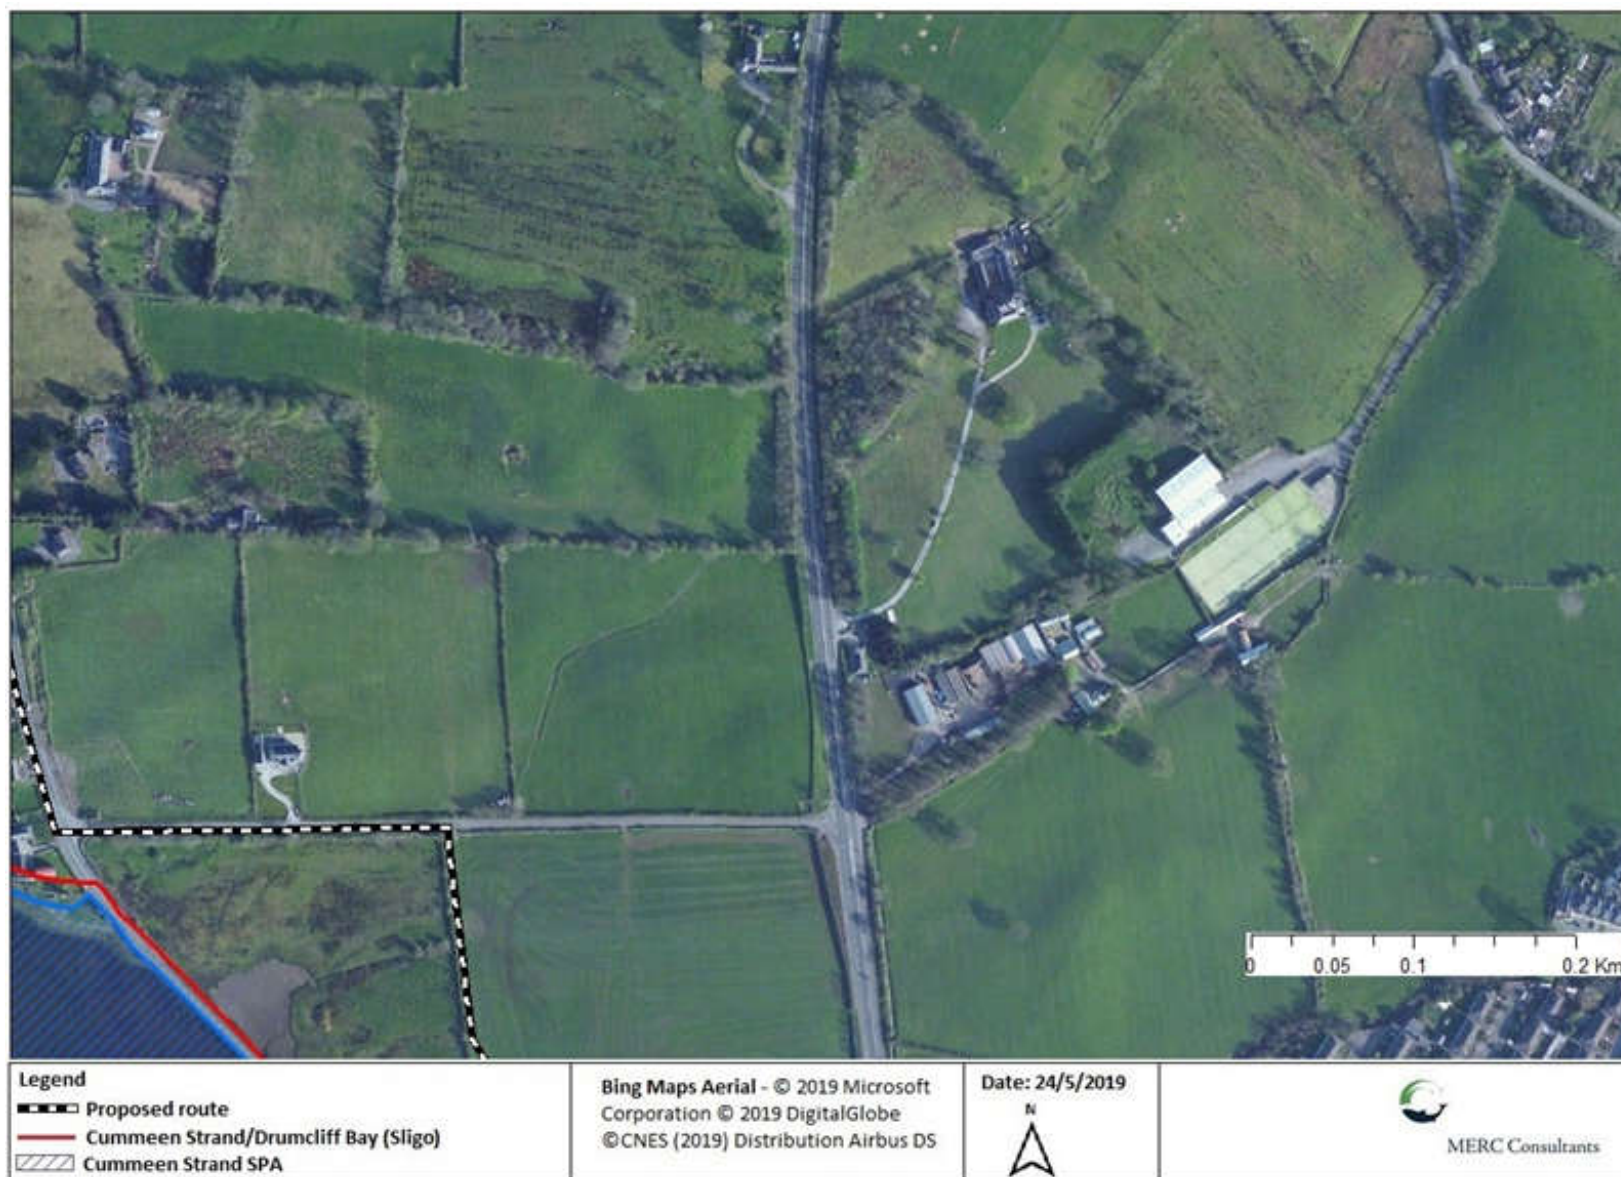 0
0.05
0.1
0.2 Km
Legend
Proposed route
Cummeen Strand/Drumcliff Bay (Sligo)
Cummeen Strand SPA
Bing Maps Aerial - © 2019 Microsoft
Corporation © 2019 DigitalGlobe
©CNES (2019) Distribution Airbus DS
Date: 24/5/2019
N
MERC Consultants